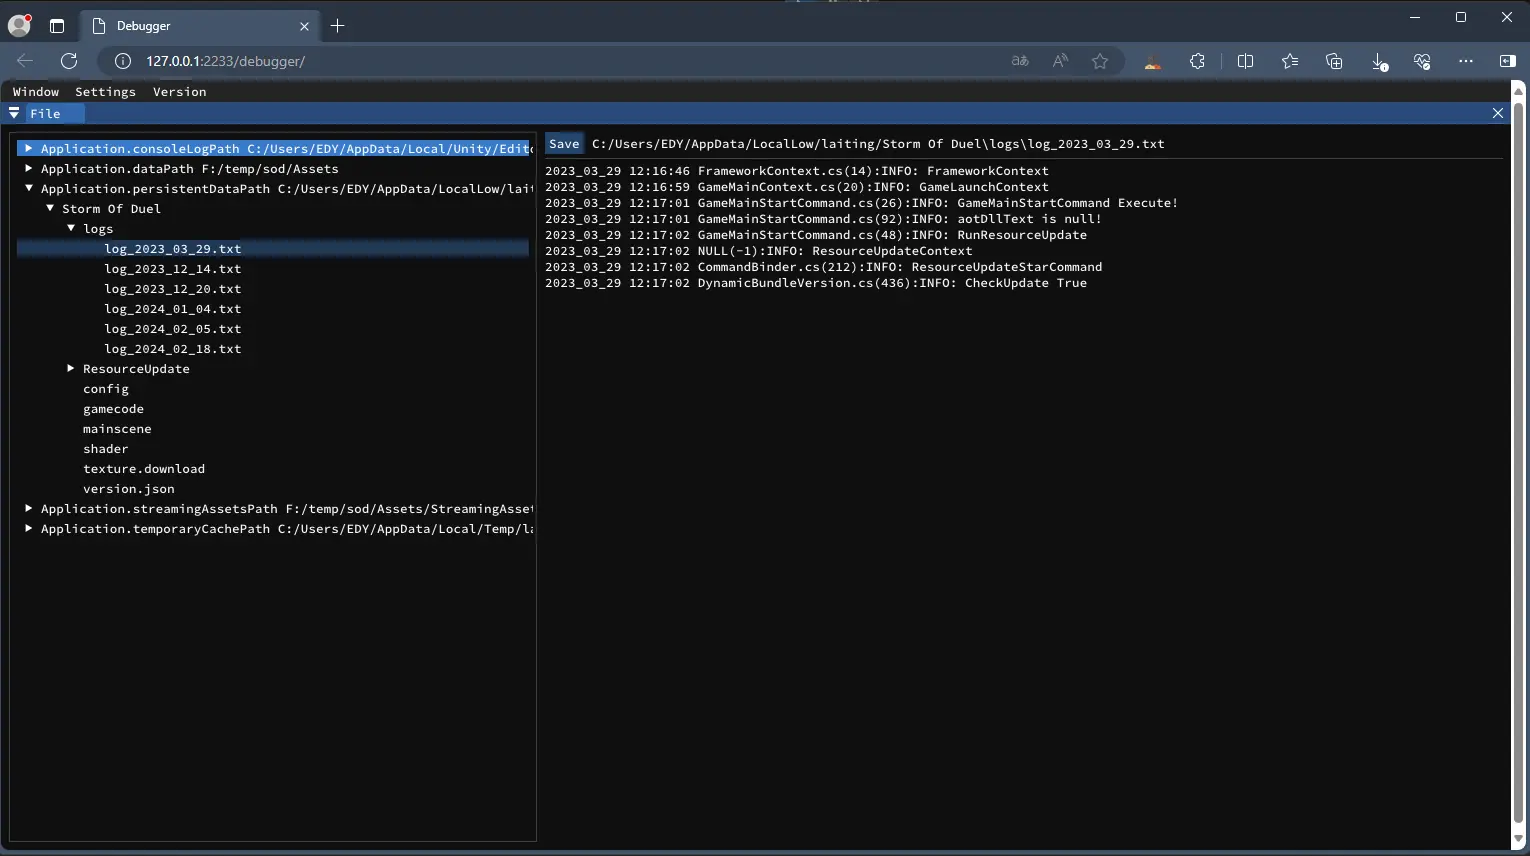 Debugger
127.0.0.1:2233/debugger/
Window Settings Version
File
Application.consoleLogPath C:/Users/EDY/AppData/Local/Unity/Edit
Application.dataPath F:/temp/sod/Assets
Application.persistentDataPath C:/Users/EDY/AppData/LocalLow/lait
Storm Of Duel
logs
log_2023_03_29.txt
log_2023_12_14.txt
log_2023_12_20.txt
log_2024_01_04.txt
log_2024_02_05.txt
log_2024_02_18.txt
ResourceUpdate
config
gamecode
mainscene
shader
texture.download
version.json
Application.streamingAssetsPath F:/temp/sod/Assets/StreamingAsset
Application.temporaryCachePath C:/Users/EDY/AppData/Local/Temp/la
Save C:/Users/EDY/AppData/LocalLow/laiting/Storm Of Duel\logs\log_2023_03_29.txt
2023_03_29 12:16:46 FrameworkContext.cs(14):INFO: FrameworkContext
2023_03_29 12:16:59 GameMainContext.cs(20):INFO: GameLaunchContext
2023_03_29 12:17:01 GameMainStartCommand.cs(26):INFO: GameMainStartCommand Execute!
2023_03_29 12:17:01 GameMainStartCommand.cs(92):INFO: aotDllText is null!
2023_03_29 12:17:02 GameMainStartCommand.cs(48):INFO: RunResourceUpdate
2023_03_29 12:17:02 NULL(-1):INFO: ResourceUpdateContext
2023_03_29 12:17:02 CommandBinder.cs(212):INFO: ResourceUpdateStarCommand
2023_03_29 12:17:02 DynamicBundleVersion.cs(436):INFO: CheckUpdate True